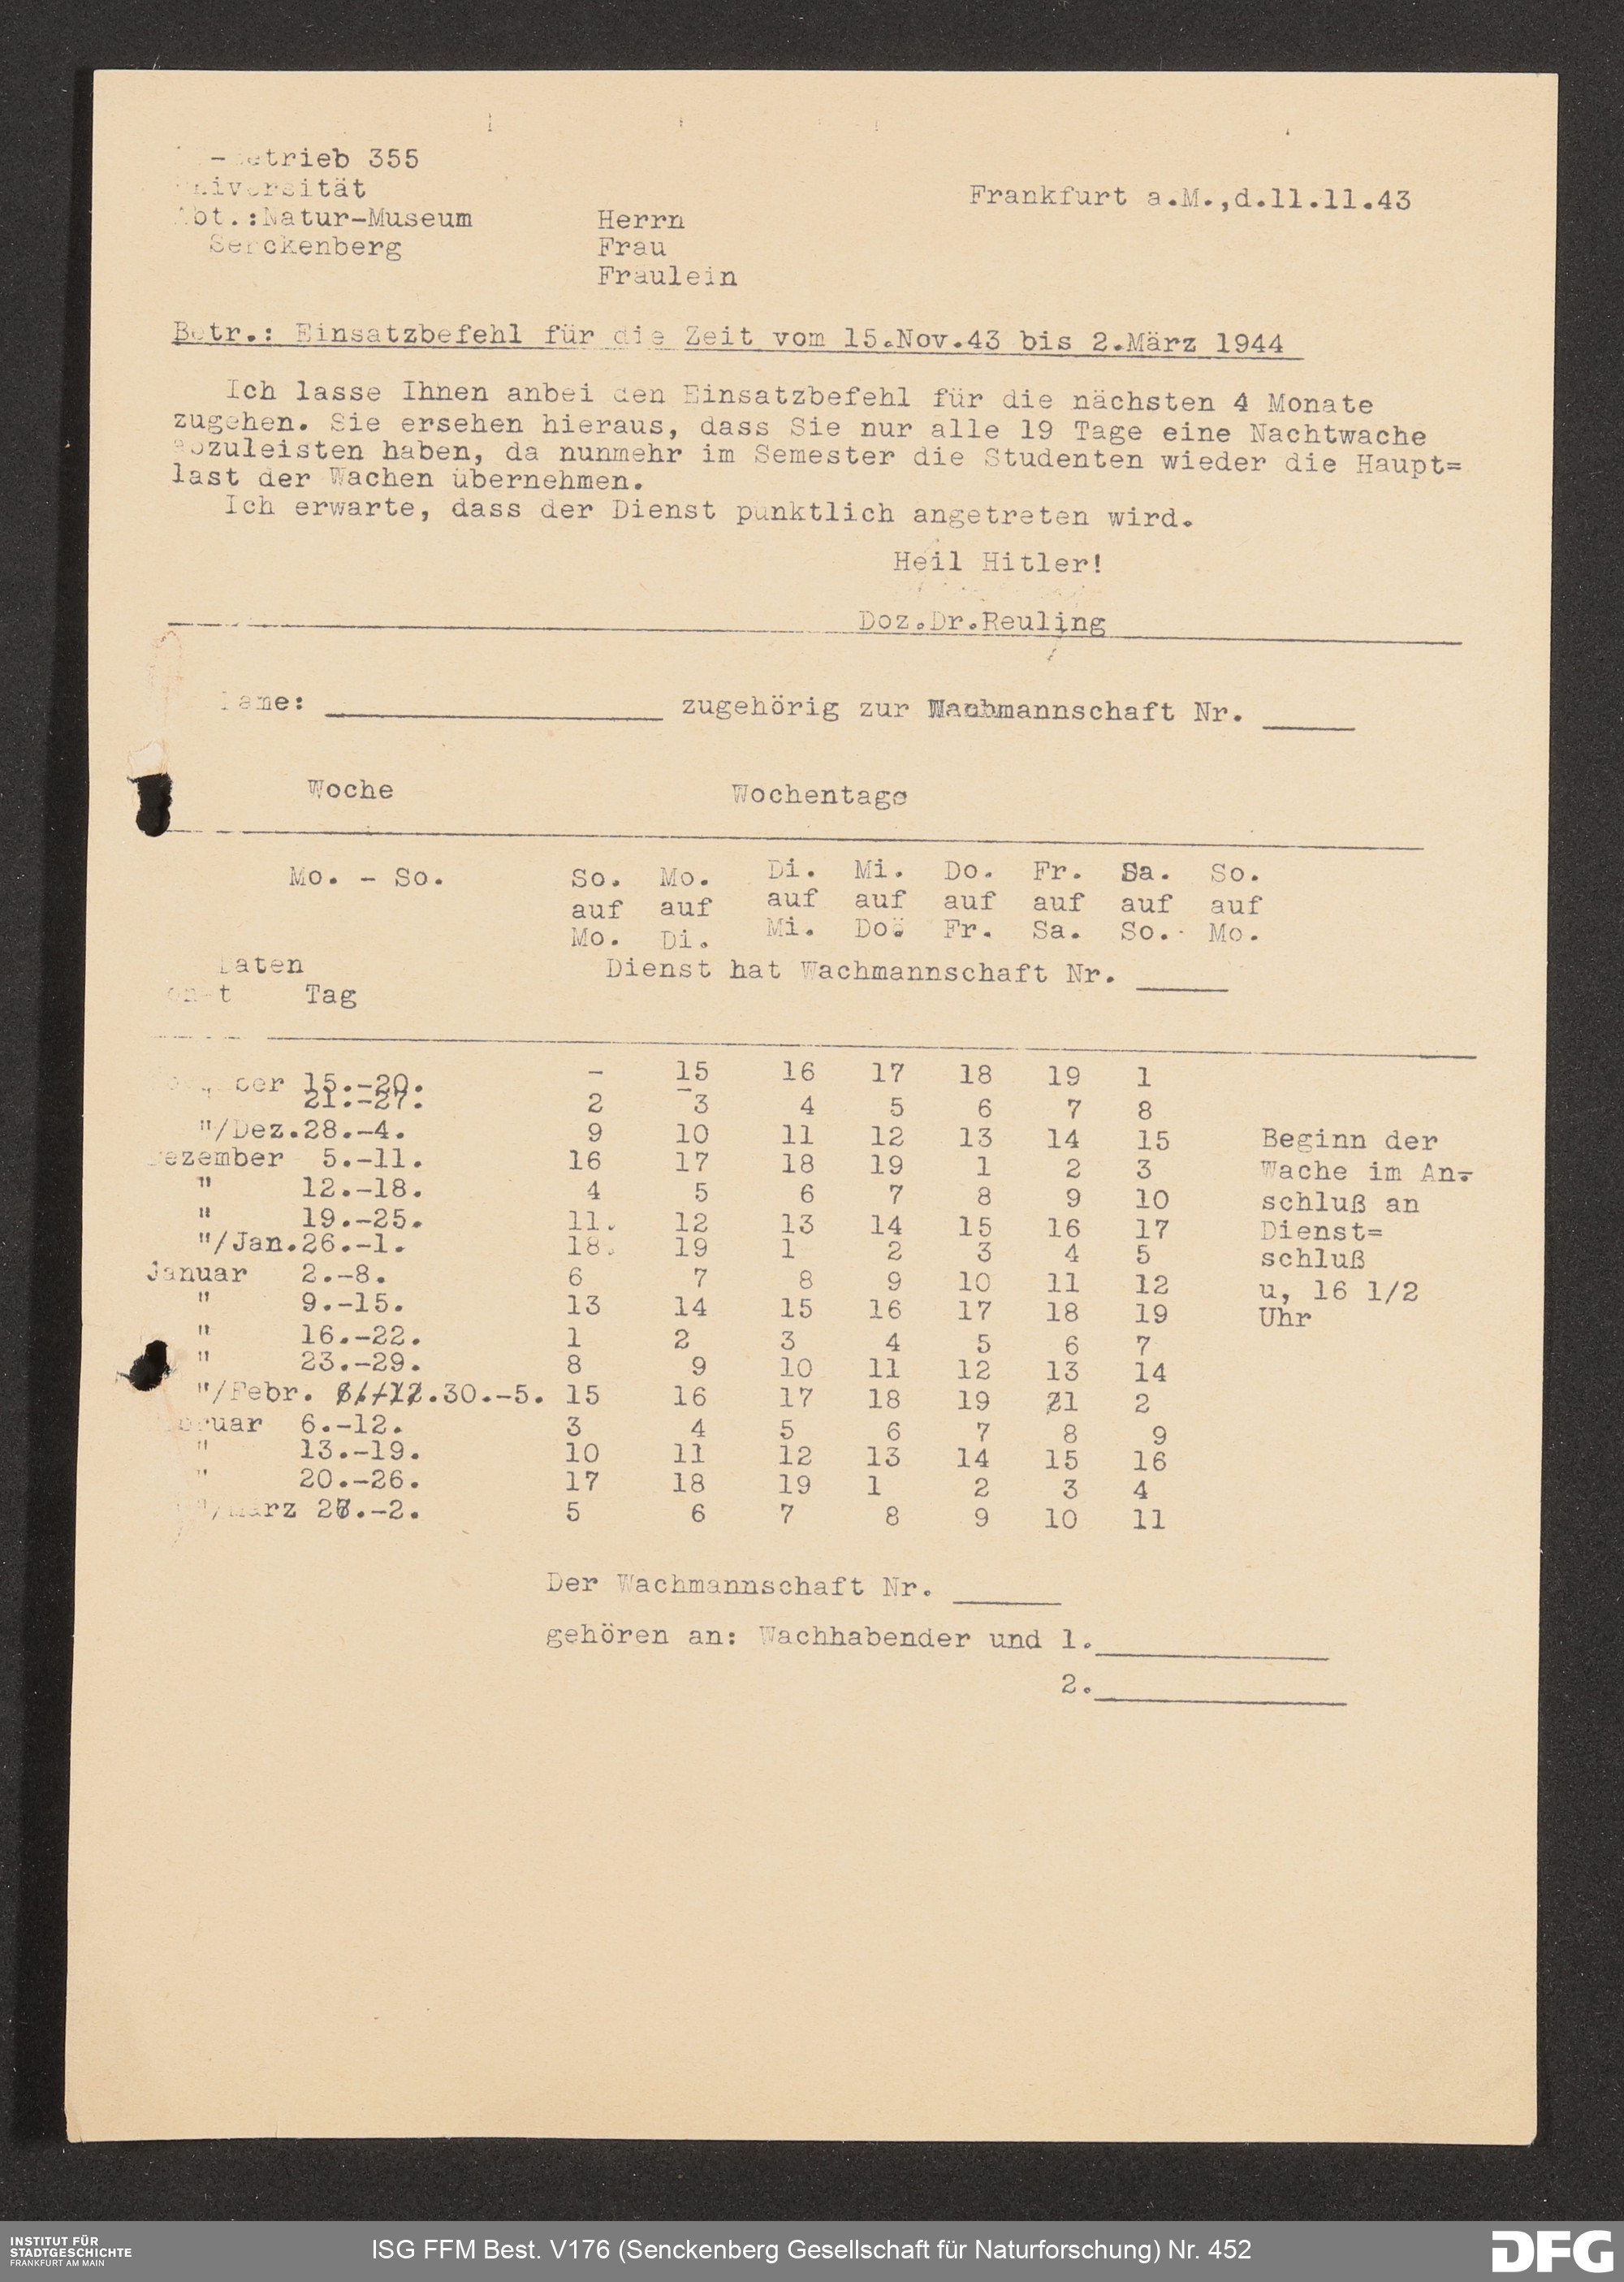 -betrieb 355
Universität
Abt.:Natur-Museum
Serckenberg
Frankfurt a.M.,d.11.11.43
Herrn
Frau
Fräulein
Betr.: Einsatzbefehl für die Zeit vom 15.Nov.43 bis 2.März 1944
Ich lasse Ihnen anbei den Einsatzbefehl für die nächsten 4 Monate
zugehen. Sie ersehen hieraus, dass Sie nur alle 19 Tage eine Nachtwache
abzuleisten haben, da nunmehr im Semester die Studenten wieder die Haupt=
last der Wachen übernehmen.
Ich erwarte, dass der Dienst pünktlich angetreten wird.
Heil Hitler!
Doz.Dr.Reuling
Name: ____ zugehörig zur Wachmannschaft Nr. ____
Woche Wochentage
Mo. - So. So. Mo. Di. Mi. Do. Fr. Sa. So.
auf auf auf auf auf auf auf auf
Mo. Di. Mi. Do. Fr. Sa. So. Mo.
Daten Dienst hat Wachmannschaft Nr. ____
Monat Tag
November 15.-20. - 15 16 17 18 19 1
" 21.-27. 2 3 4 5 6 7 8
"/Dez.28.-4. 9 10 11 12 13 14 15 Beginn der
Dezember 5.-11. 16 17 18 19 1 2 3 Wache im An-
" 12.-18. 4 5 6 7 8 9 10 schluß an
" 19.-25. 11. 12 13 14 15 16 17 Dienst=
"/Jan.26.-1. 18. 19 1 2 3 4 5 schluß
Januar 2.-8. 6 7 8 9 10 11 12 u, 16 1/2
" 9.-15. 13 14 15 16 17 18 19 Uhr
" 16.-22. 1 2 3 4 5 6 7
" 23.-29. 8 9 10 11 12 13 14
"/Febr. 30.-5. 15 16 17 18 19 1 2
Februar 6.-12. 3 4 5 6 7 8 9
" 13.-19. 10 11 12 13 14 15 16
" 20.-26. 17 18 19 1 2 3 4
"/März 27.-2. 5 6 7 8 9 10 11
Der Wachmannschaft Nr. ____
gehören an: Wachhabender und 1.____
2.____
INSTITUT FÜR
STADTGESCHICHTE
FRANKFURT AM MAIN
ISG FFM Best. V176 (Senckenberg Gesellschaft für Naturforschung) Nr. 452
DFG